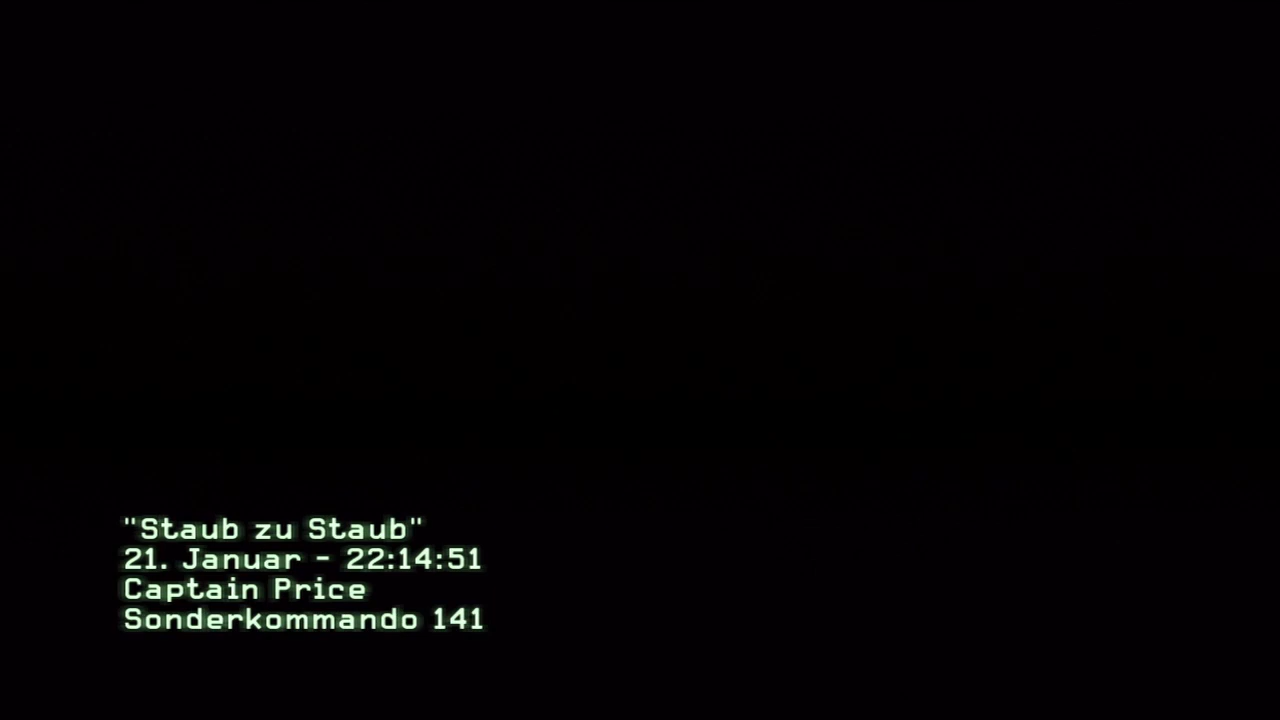 "Staub zu Staub"
21. Januar - 22:14:51
Captain Price
Sonderkommando 141